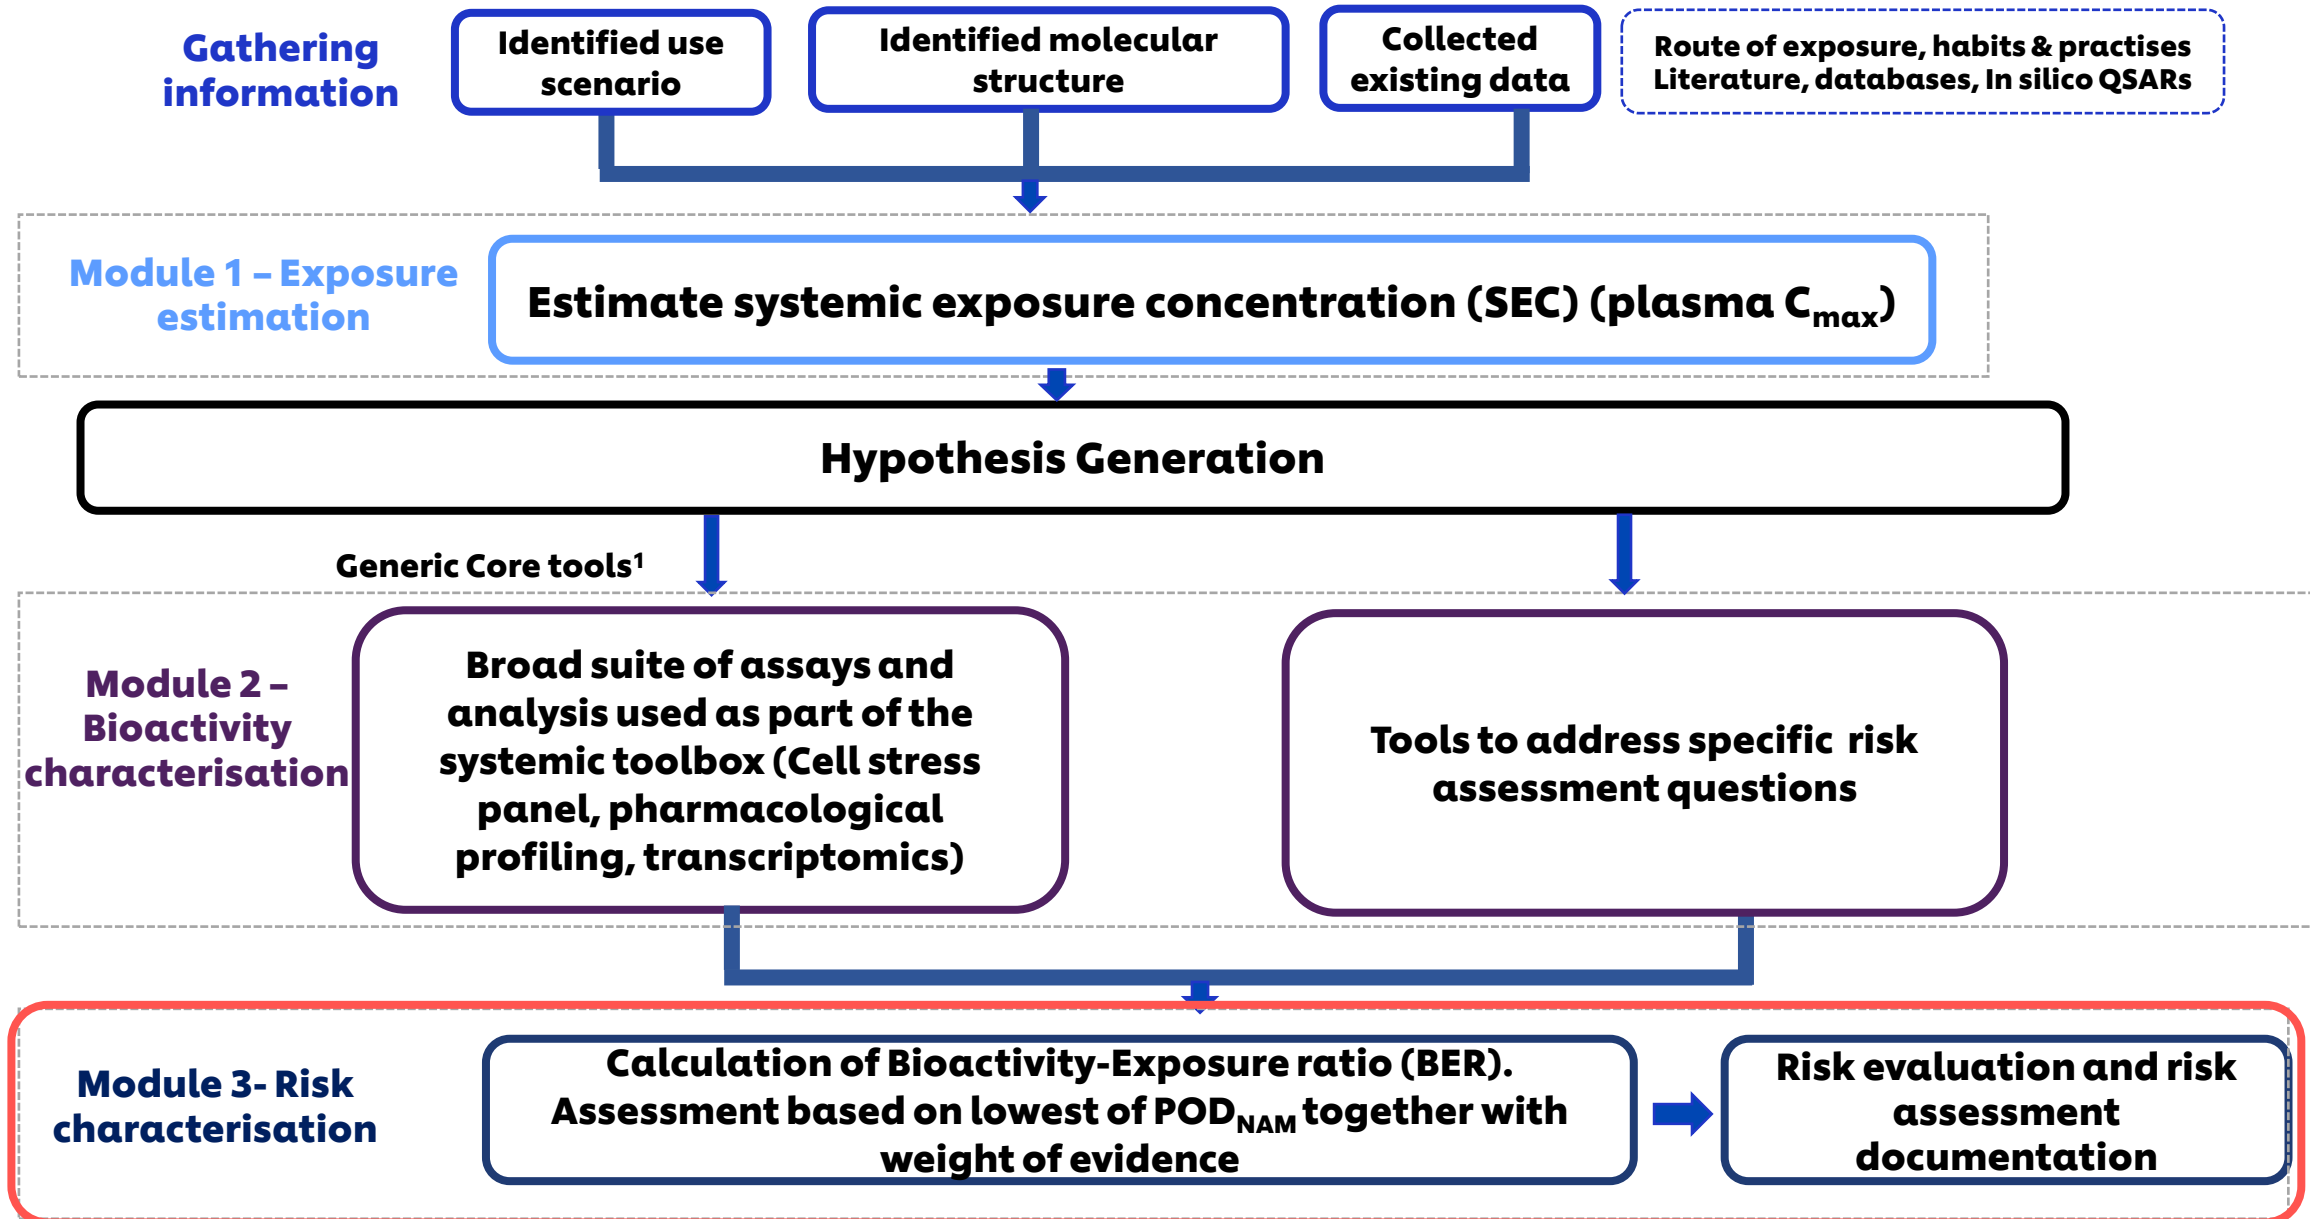 Gathering
information
Identified use
scenario
Identified molecular
structure
Collected
existing data
Route of exposure, habits & practises
Literature, databases, In silico QSARs
Module 1 – Exposure
estimation
Estimate systemic exposure concentration (SEC) (plasma Cmax)
Hypothesis Generation
Generic Core tools¹
Module 2 –
Bioactivity
characterisation
Broad suite of assays and
analysis used as part of the
systemic toolbox (Cell stress
panel, pharmacological
profiling, transcriptomics)
Tools to address specific risk
assessment questions
Module 3- Risk
characterisation
Calculation of Bioactivity-Exposure ratio (BER).
Assessment based on lowest of PODNAM together with
weight of evidence
Risk evaluation and risk
assessment
documentation